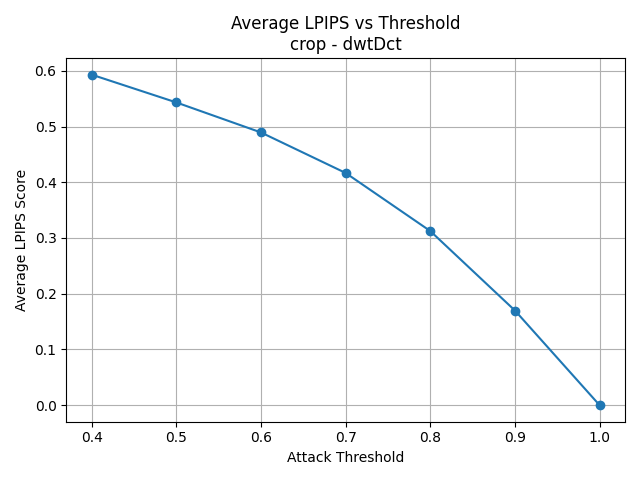 Average LPIPS vs Threshold
crop - dwtDct
Average LPIPS Score
0.6
0.5
0.4
0.3
0.2
0.1
0.0
0.4 0.5 0.6 0.7 0.8 0.9 1.0
Attack Threshold